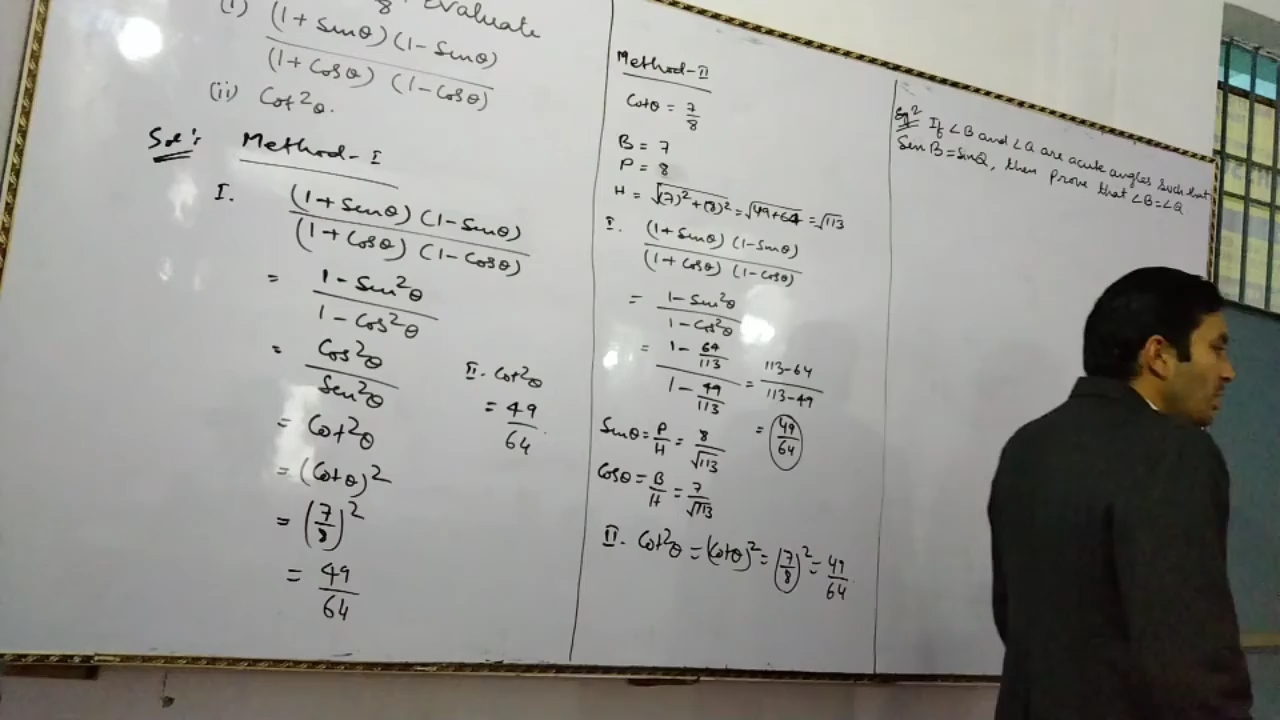 8, Evaluate
(i) (1 + Sinθ) (1 - Sinθ)
(1 + Cosθ) (1 - Cosθ)
(ii) Cot²θ.
Sol':
Method-I
I. (1 + Sinθ) (1 - Sinθ)
(1 + Cosθ) (1 - Cosθ)
= 1 - Sin²θ
1 - Cos²θ
= Cos²θ
Sin²θ
= Cot²θ
= (Cotθ)²
= (7/8)²
= 49
64
II. Cot²θ
= 49
64.
Method-II
Cotθ = 7/8
B = 7
P = 8
H = √(7)²+(8)² = √49+64 = √113
I. (1 + Sinθ) (1 - Sinθ)
(1 + Cosθ) (1 - Cosθ)
= 1 - Sin²θ
1 - Cos²θ
= 1 - 64/113
1 - 49/113
= 113-64
113-49
= 49
64
Sinθ = P/H = 8/√113
Cosθ = B/H = 7/√113
II. Cot²θ = (Cotθ)² = (7/8)² = 49/64.
Eg² If ∠B and ∠Q are acute angles such that
Sin B = Sin Q, then prove that ∠B = ∠Q